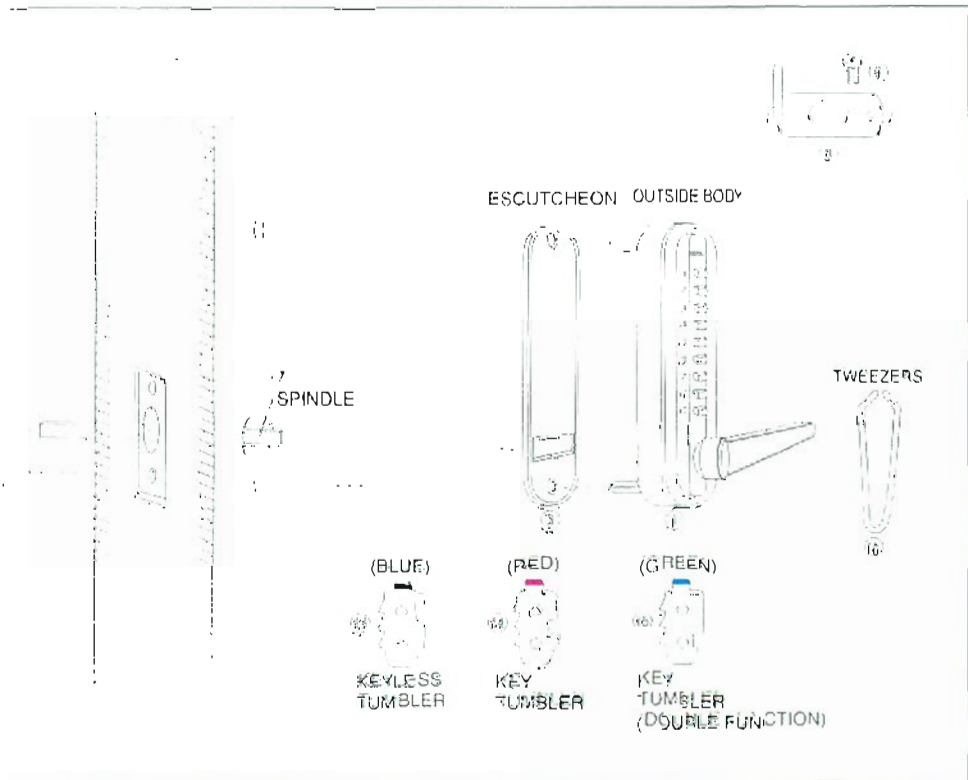 ESCUTCHEON
OUTSIDE BODY
SPINDLE
TWEEZERS
(BLUE)
(RED)
(GREEN)
KEYLESS
TUMBLER
KEY
TUMBLER
KEY
TUMBLER
(DOUBLE FUNCTION)